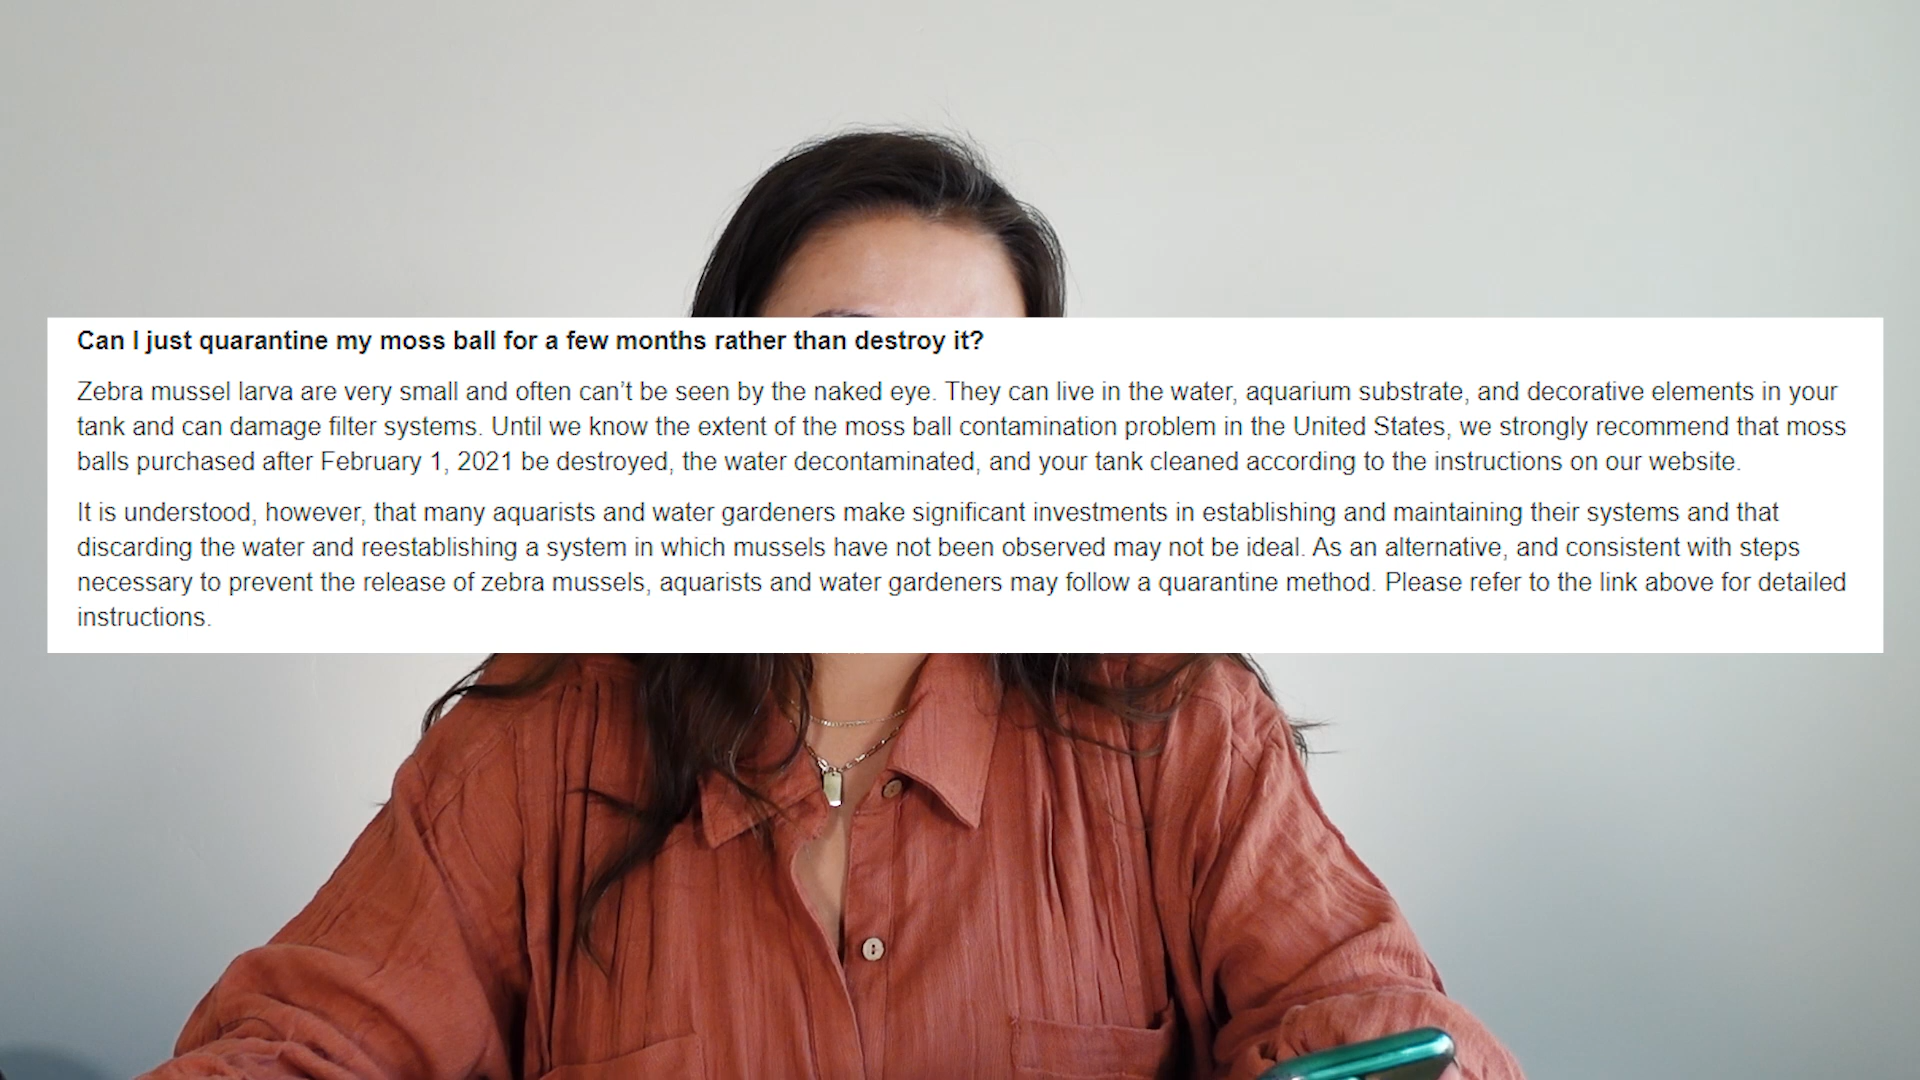 Can I just quarantine my moss ball for a few months rather than destroy it?
Zebra mussel larva are very small and often can’t be seen by the naked eye. They can live in the water, aquarium substrate, and decorative elements in your
tank and can damage filter systems. Until we know the extent of the moss ball contamination problem in the United States, we strongly recommend that moss
balls purchased after February 1, 2021 be destroyed, the water decontaminated, and your tank cleaned according to the instructions on our website.
It is understood, however, that many aquarists and water gardeners make significant investments in establishing and maintaining their systems and that
discarding the water and reestablishing a system in which mussels have not been observed may not be ideal. As an alternative, and consistent with steps
necessary to prevent the release of zebra mussels, aquarists and water gardeners may follow a quarantine method. Please refer to the link above for detailed
instructions.